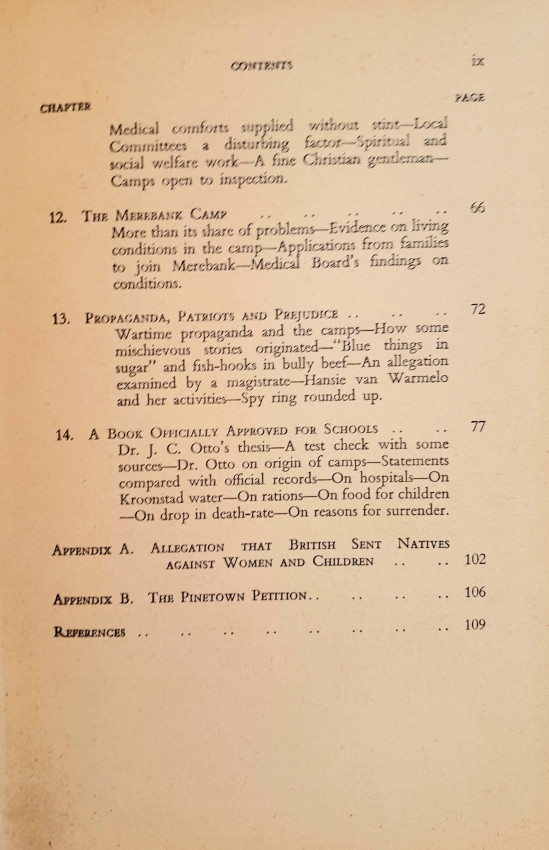 CONTENTS ix
CHAPTER PAGE
Medical comforts supplied without stint—Local
Committees a disturbing factor—Spiritual and
social welfare work—A fine Christian gentleman—
Camps open to inspection.
12. THE MEREBANK CAMP .. .. .. .. .. 66
More than its share of problems—Evidence on living
conditions in the camp—Applications from families
to join Merebank—Medical Board's findings on
conditions.
13. PROPAGANDA, PATRIOTS AND PREJUDICE .. .. .. 72
Wartime propaganda and the camps—How some
mischievous stories originated—"Blue things in
sugar" and fish-hooks in bully beef—An allegation
examined by a magistrate—Hansie van Warmelo
and her activities—Spy ring rounded up.
14. A BOOK OFFICIALLY APPROVED FOR SCHOOLS .. .. 77
Dr. J. C. Otto's thesis—A test check with some
sources—Dr. Otto on origin of camps—Statements
compared with official records—On hospitals—On
Kroonstad water—On rations—On food for children
—On drop in death-rate—On reasons for surrender.
APPENDIX A. ALLEGATION THAT BRITISH SENT NATIVES
AGAINST WOMEN AND CHILDREN .. .. 102
APPENDIX B. THE PINETOWN PETITION .. .. .. .. 106
REFERENCES .. .. .. .. .. .. .. .. 109